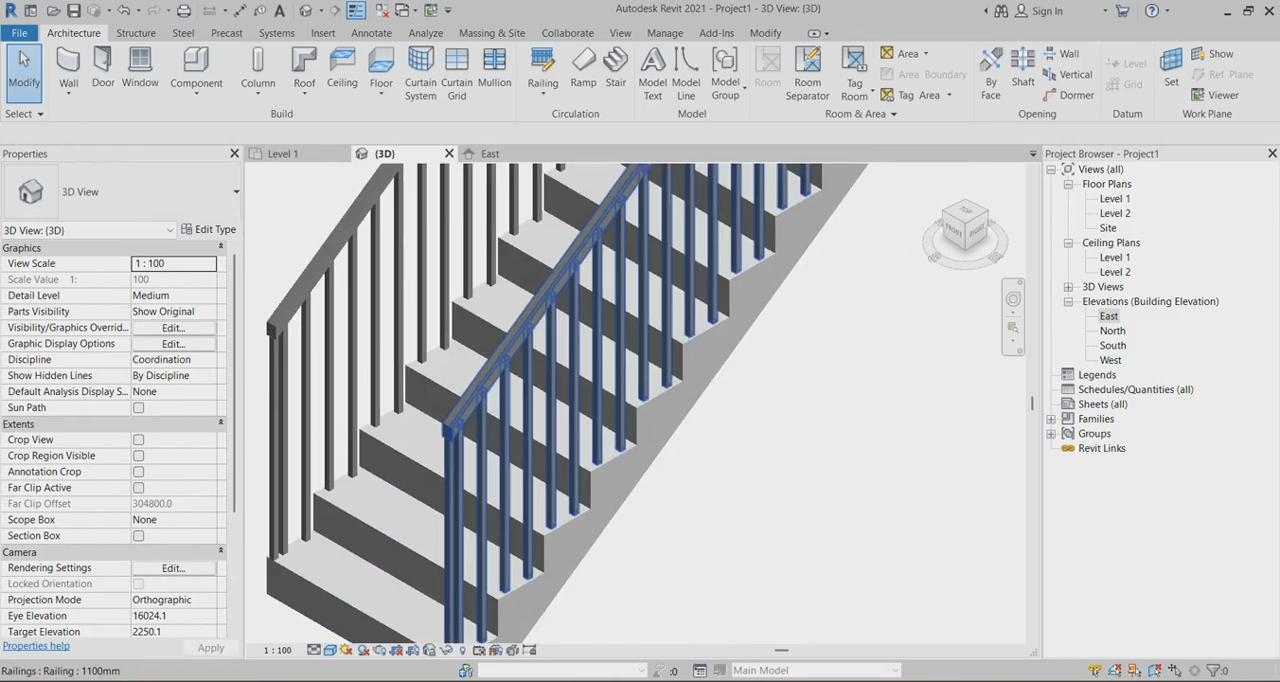 Autodesk Revit 2021 - Project1 - 3D View: {3D}
Sign In
File Architecture Structure Steel Precast Systems Insert Annotate Analyze Massing & Site Collaborate View Manage Add-Ins Modify
Modify
Wall
Door
Window
Component
Column
Roof
Ceiling
Floor
Curtain System
Curtain Grid
Mullion
Railing
Ramp
Stair
Model Text
Model Line
Model Group
Room
Room Separator
Tag Room
Area
Area Boundary
Tag Area
By Face
Shaft
Wall
Vertical
Dormer
Level
Grid
Set
Show
Ref Plane
Viewer
Select Build Circulation Model Room & Area Opening Datum Work Plane
Properties
3D View
3D View: {3D} Edit Type
Graphics
View Scale 1 : 100
Scale Value 1: 100
Detail Level Medium
Parts Visibility Show Original
Visibility/Graphics Overrid... Edit...
Graphic Display Options Edit...
Discipline Coordination
Show Hidden Lines By Discipline
Default Analysis Display S... None
Sun Path
Extents
Crop View
Crop Region Visible
Annotation Crop
Far Clip Active
Far Clip Offset 304800.0
Scope Box None
Section Box
Camera
Rendering Settings Edit...
Locked Orientation
Projection Mode Orthographic
Eye Elevation 16024.1
Target Elevation 2250.1
Properties help Apply
Level 1 {3D} East
TOP
FRONT RIGHT
1 : 100
Project Browser - Project1
Views (all)
Floor Plans
Level 1
Level 2
Site
Ceiling Plans
Level 1
Level 2
3D Views
Elevations (Building Elevation)
East
North
South
West
Legends
Schedules/Quantities (all)
Sheets (all)
Families
Groups
Revit Links
Railings : Railing : 1100mm
:0
Main Model
:0